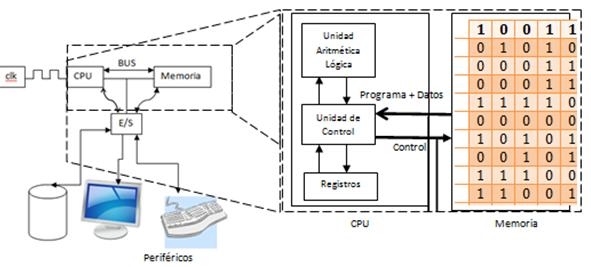 clk
CPU
BUS
Memoria
E/S
Periféricos
Unidad
Aritmética
Lógica
Unidad de
Control
Registros
CPU
Programa + Datos
Control
1 0 0 1 1
0 1 0 1 0
0 0 0 1 1
0 0 0 1 1
1 1 1 1 0
0 0 0 0 0
1 0 1 0 1
0 0 1 0 1
1 1 1 0 0
1 1 0 0 1
Memoria